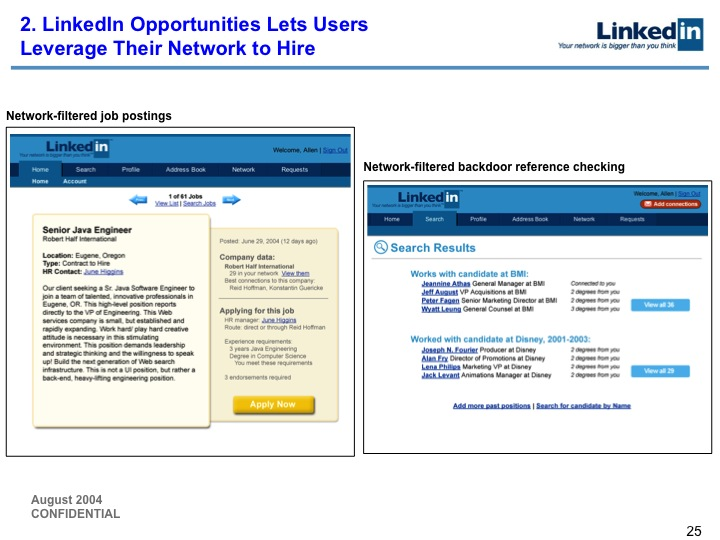 2. LinkedIn Opportunities Lets Users
Leverage Their Network to Hire
Linked in
Your network is bigger than you think
Network-filtered job postings
Linked in
Your network is bigger than you think
Welcome, Allen | Sign Out
Home Search Profile Address Book Network Requests
Home Account
1 of 61 Jobs
View List | Search Jobs
Senior Java Engineer
Robert Half International
Location: Eugene, Oregon
Type: Contract to Hire
HR Contact: June Higgins
Our client seeking a Sr. Java Software Engineer to
join a team of talented, innovative professionals in
Eugene, OR. This high-level position reports
directly to the VP of Engineering. This Web
services company is small, but established and
rapidly expanding. Work hard/ play hard creative
attitude is necessary in this stimulating
environment. This position demands leadership
and strategic thinking and the willingness to speak
up! Build the next generation of Web search
infrastructure. This is not a UI position, but rather a
back-end, heavy-lifting engineering position.
Posted: June 29, 2004 (12 days ago)
Company data:
Robert Half International
29 in your network View them
Best connections to this company:
Reid Hoffman, Konstantin Guericke
Applying for this job
HR manager: June Higgins
Route: direct or through Reid Hoffman
Experience requirements:
3 years Java Engineering
Degree in Computer Science
You meet these requirements
3 endorsements required
Apply Now
Network-filtered backdoor reference checking
Linked in
Your network is bigger than you think
Welcome, Allen | Sign Out
Add connections
Home Search Profile Address Book Network Requests
Search Results
Works with candidate at BMI:
Jeannine Athas General Manager at BMI Connected to you
Jeff August VP Acquisitions at BMI 2 degrees from you
Peter Fagen Senior Marketing Director at BMI 2 degrees from you
Wyatt Leung General Counsel at BMI 3 degrees from you
View all 36
Worked with candidate at Disney, 2001-2003:
Joseph N. Fourier Producer at Disney 2 degrees from you
Alan Fry Director of Marketing at Disney 2 degrees from you
Lena Philips Marketing VP at Disney 2 degrees from you
Jack Levant Animations Manager at Disney 2 degrees from you
View all 29
Add more past positions | Search for candidate by Name
August 2004
CONFIDENTIAL
25